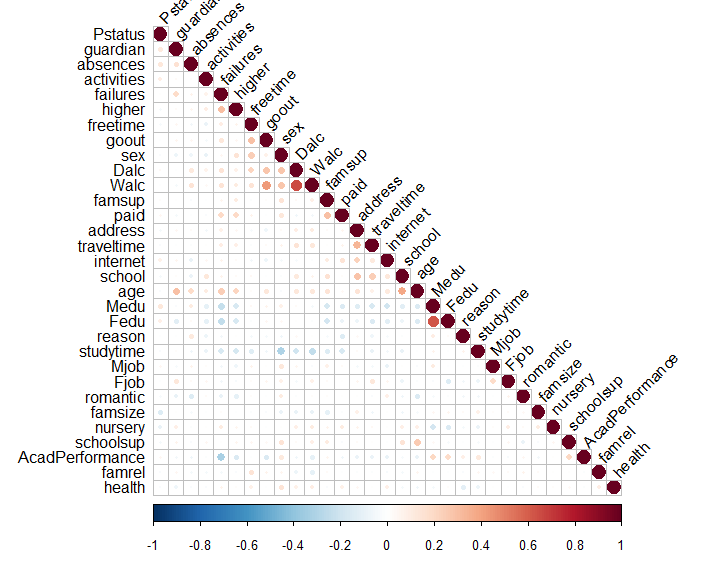 Pstatus
guardian
absences
activities
failures
higher
freetime
goout
sex
Dalc
Walc
famsup
paid
address
traveltime
internet
school
age
Medu
Fedu
reason
studytime
Mjob
Fjob
romantic
famsize
nursery
schoolsup
AcadPerformance
famrel
health
Psta
guardian
absences
activities
failures
higher
freetime
goout
sex
Dalc
Walc
famsup
paid
address
traveltime
internet
school
age
Medu
Fedu
reason
studytime
Mjob
Fjob
romantic
famsize
nursery
schoolsup
AcadPerformance
famrel
health
-1 -0.8 -0.6 -0.4 -0.2 0 0.2 0.4 0.6 0.8 1